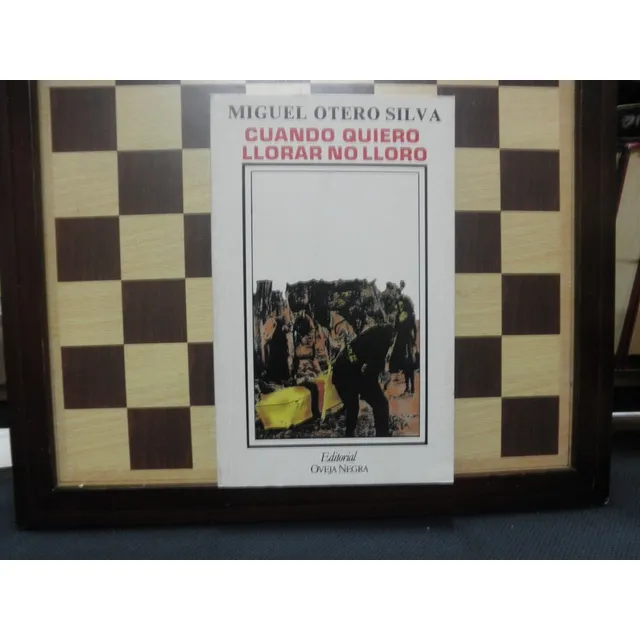 MIGUEL OTERO SILVA
CUANDO QUIERO
LLORAR NO LLORO
Editorial
OVEJA NEGRA